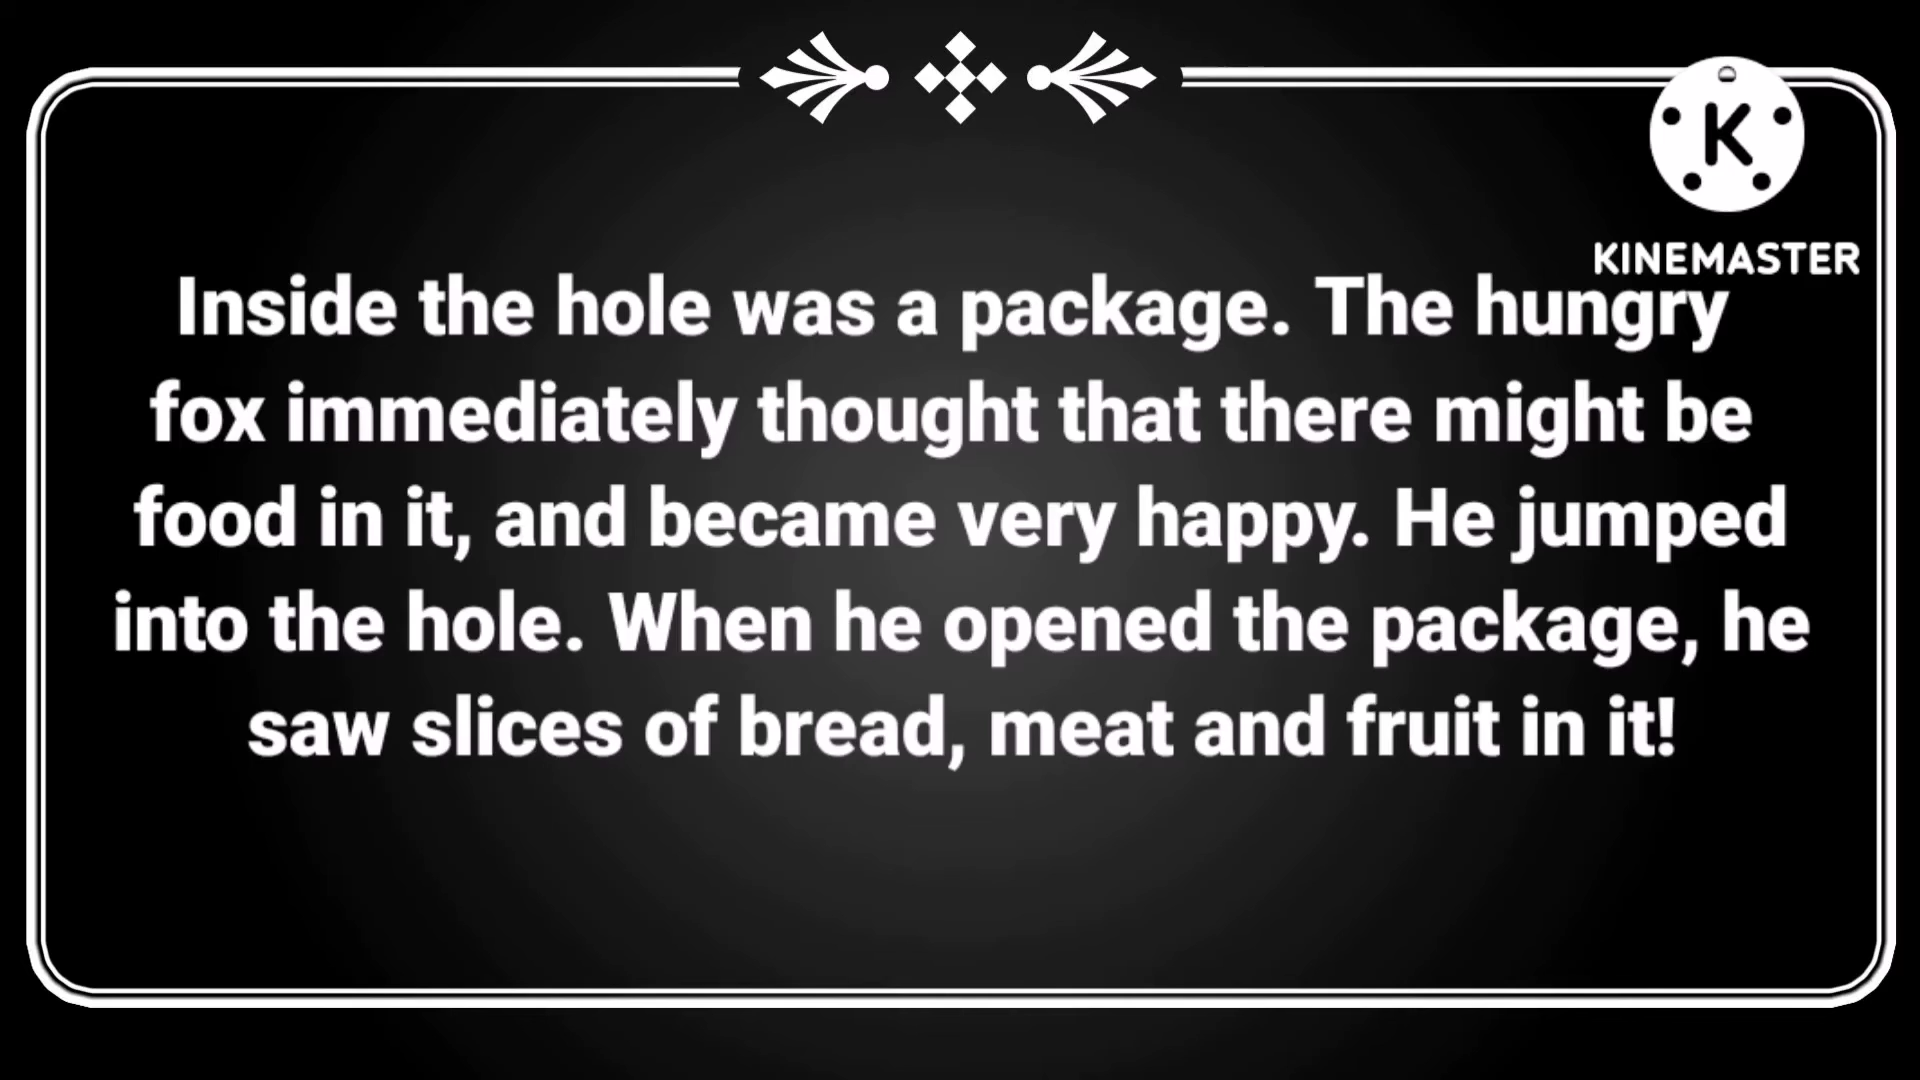 K
KINEMASTER
Inside the hole was a package. The hungry
fox immediately thought that there might be
food in it, and became very happy. He jumped
into the hole. When he opened the package, he
saw slices of bread, meat and fruit in it!